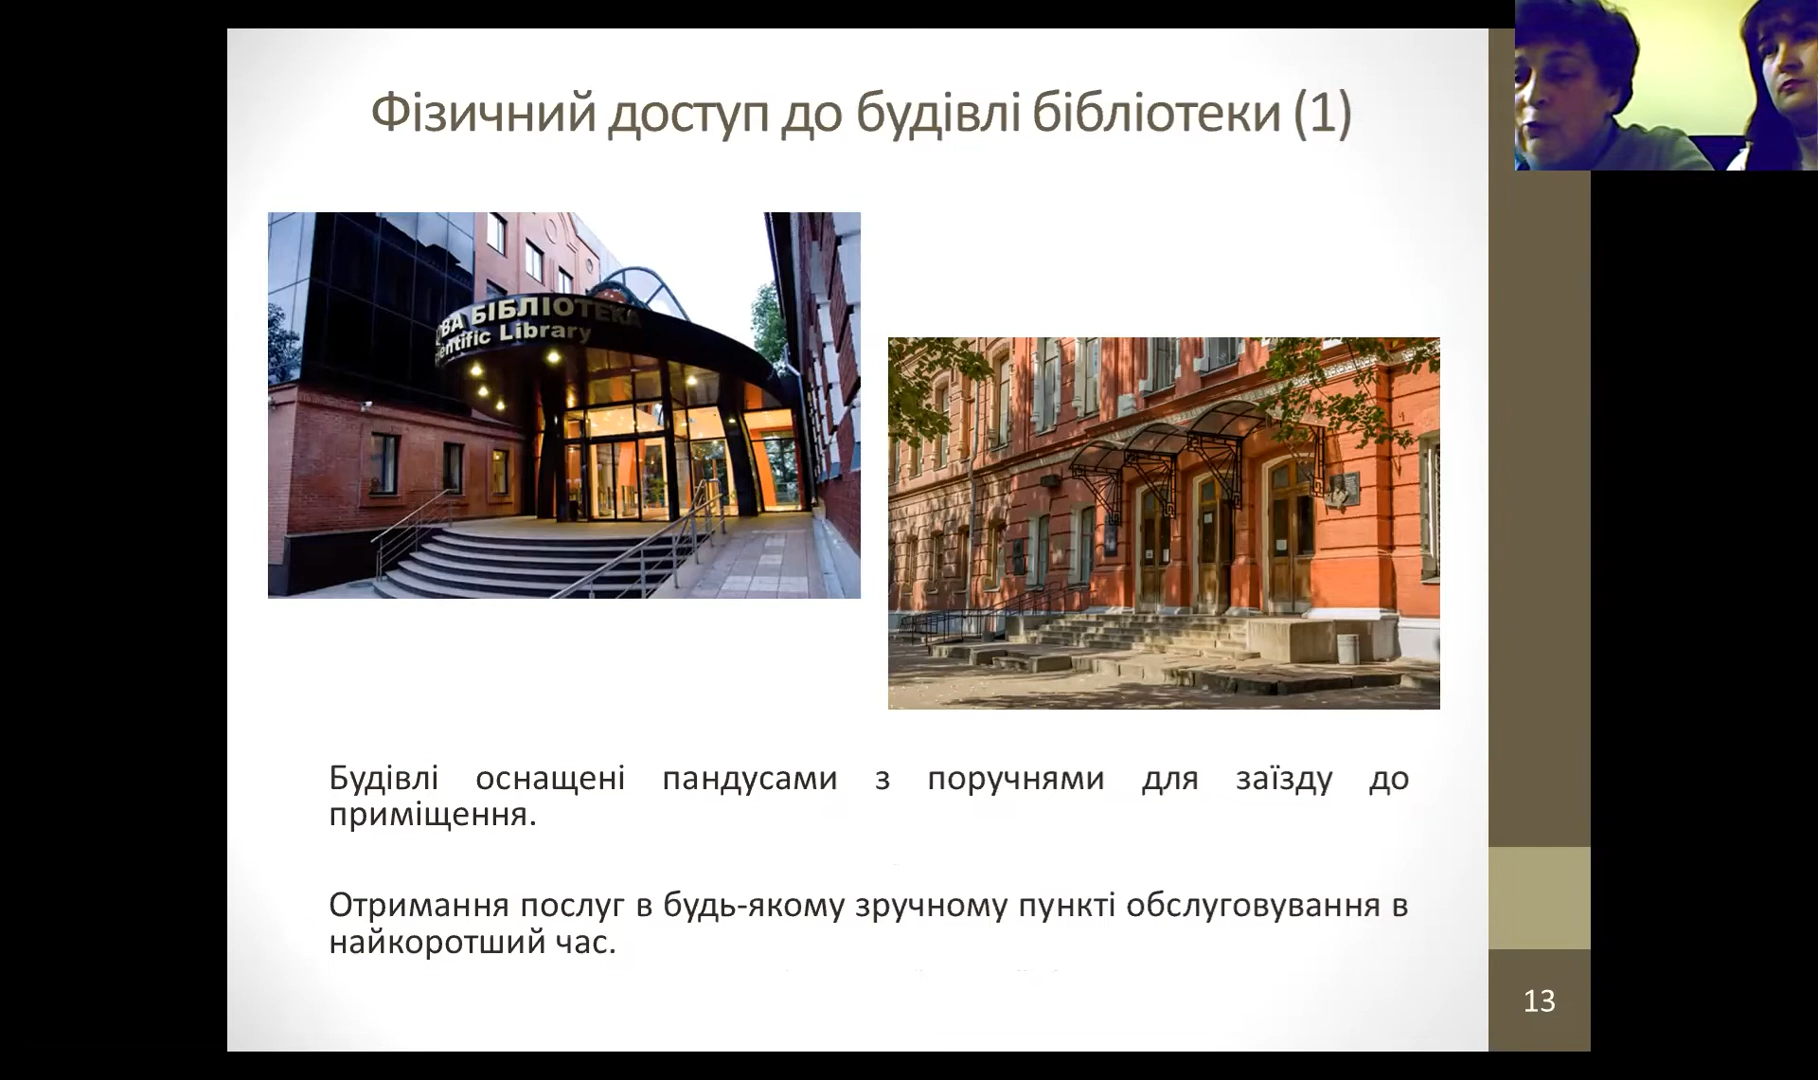 Фізичний доступ до будівлі бібліотеки (1)
БІБЛІОТЕКА
Library
Будівлі оснащені пандусами з поручнями для заїзду до
приміщення.
Отримання послуг в будь-якому зручному пункті обслуговування в
найкоротший час.
13